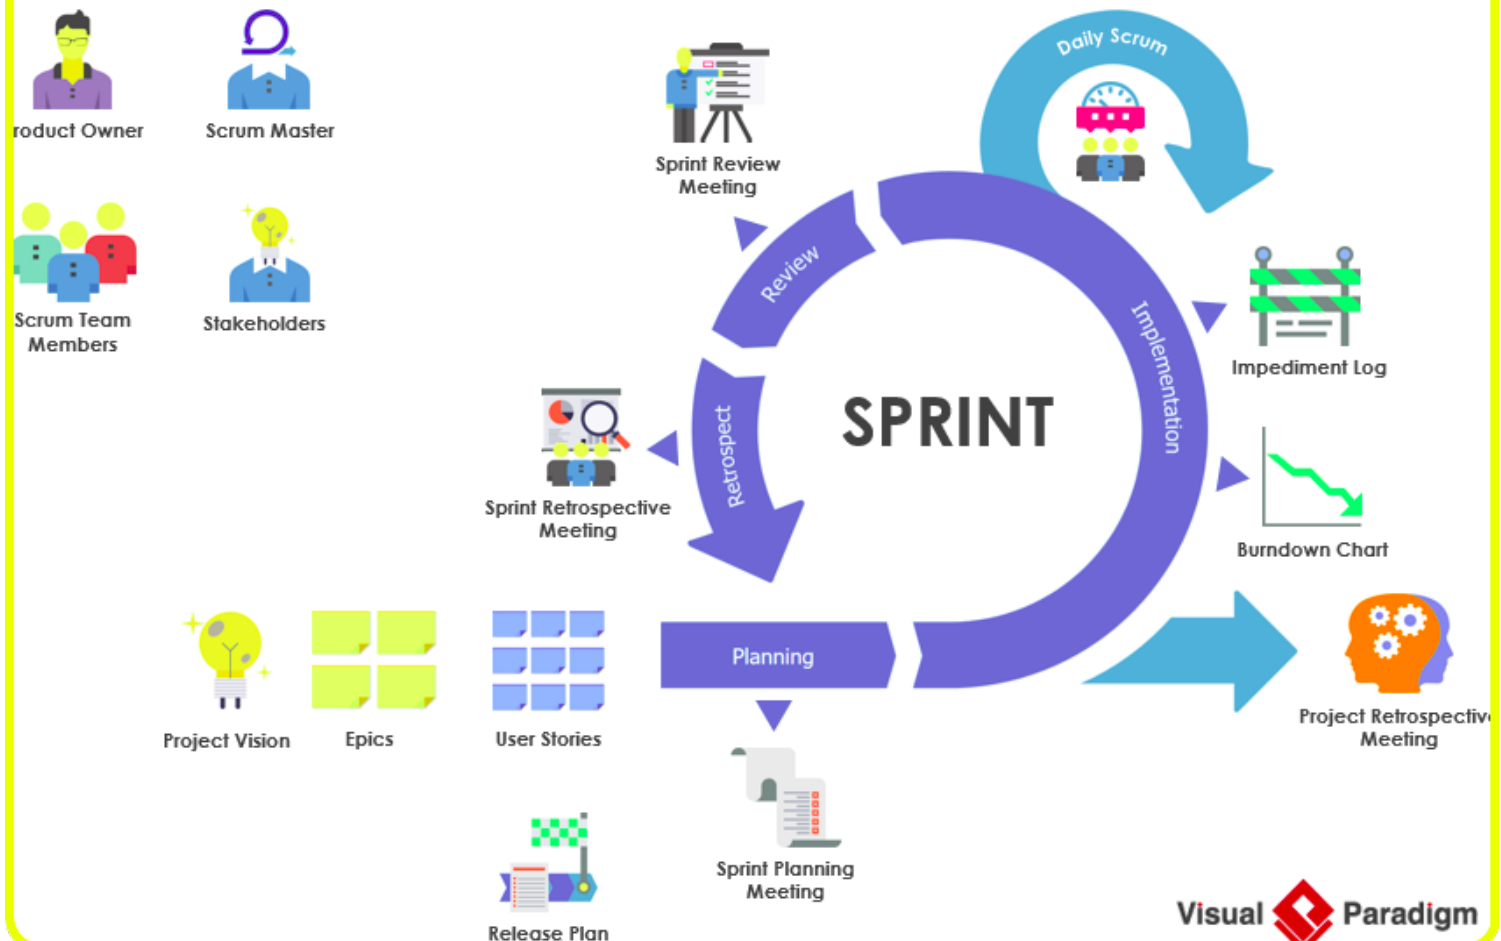 roduct Owner
Scrum Master
Scrum Team
Members
Stakeholders
Sprint Review
Meeting
Daily Scrum
Review
Implementation
Impediment Log
SPRINT
Retrospect
Sprint Retrospective
Meeting
Burndown Chart
Project Vision
Epics
User Stories
Planning
Project Retrospectiv
Meeting
Sprint Planning
Meeting
Release Plan
Visual Paradigm